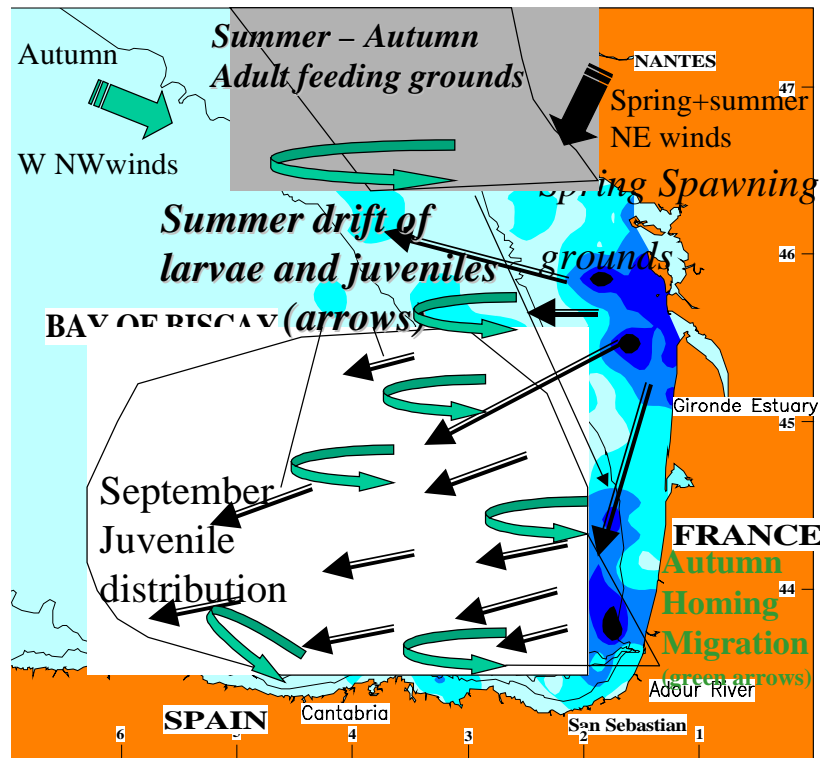 Summer – Autumn
Adult feeding grounds
Autumn
W NWwinds
NANTES
47
Spring+summer
NE winds
Spring Spawning
grounds
46
Summer drift of
larvae and juveniles
(arrows)
BAY OF BISCAY
Gironde Estuary
45
September
Juvenile
distribution
FRANCE
Autumn
Homing
Migration
(green arrows)
44
Adour River
SPAIN
Cantabria
San Sebastian
6
5
4
3
2
1